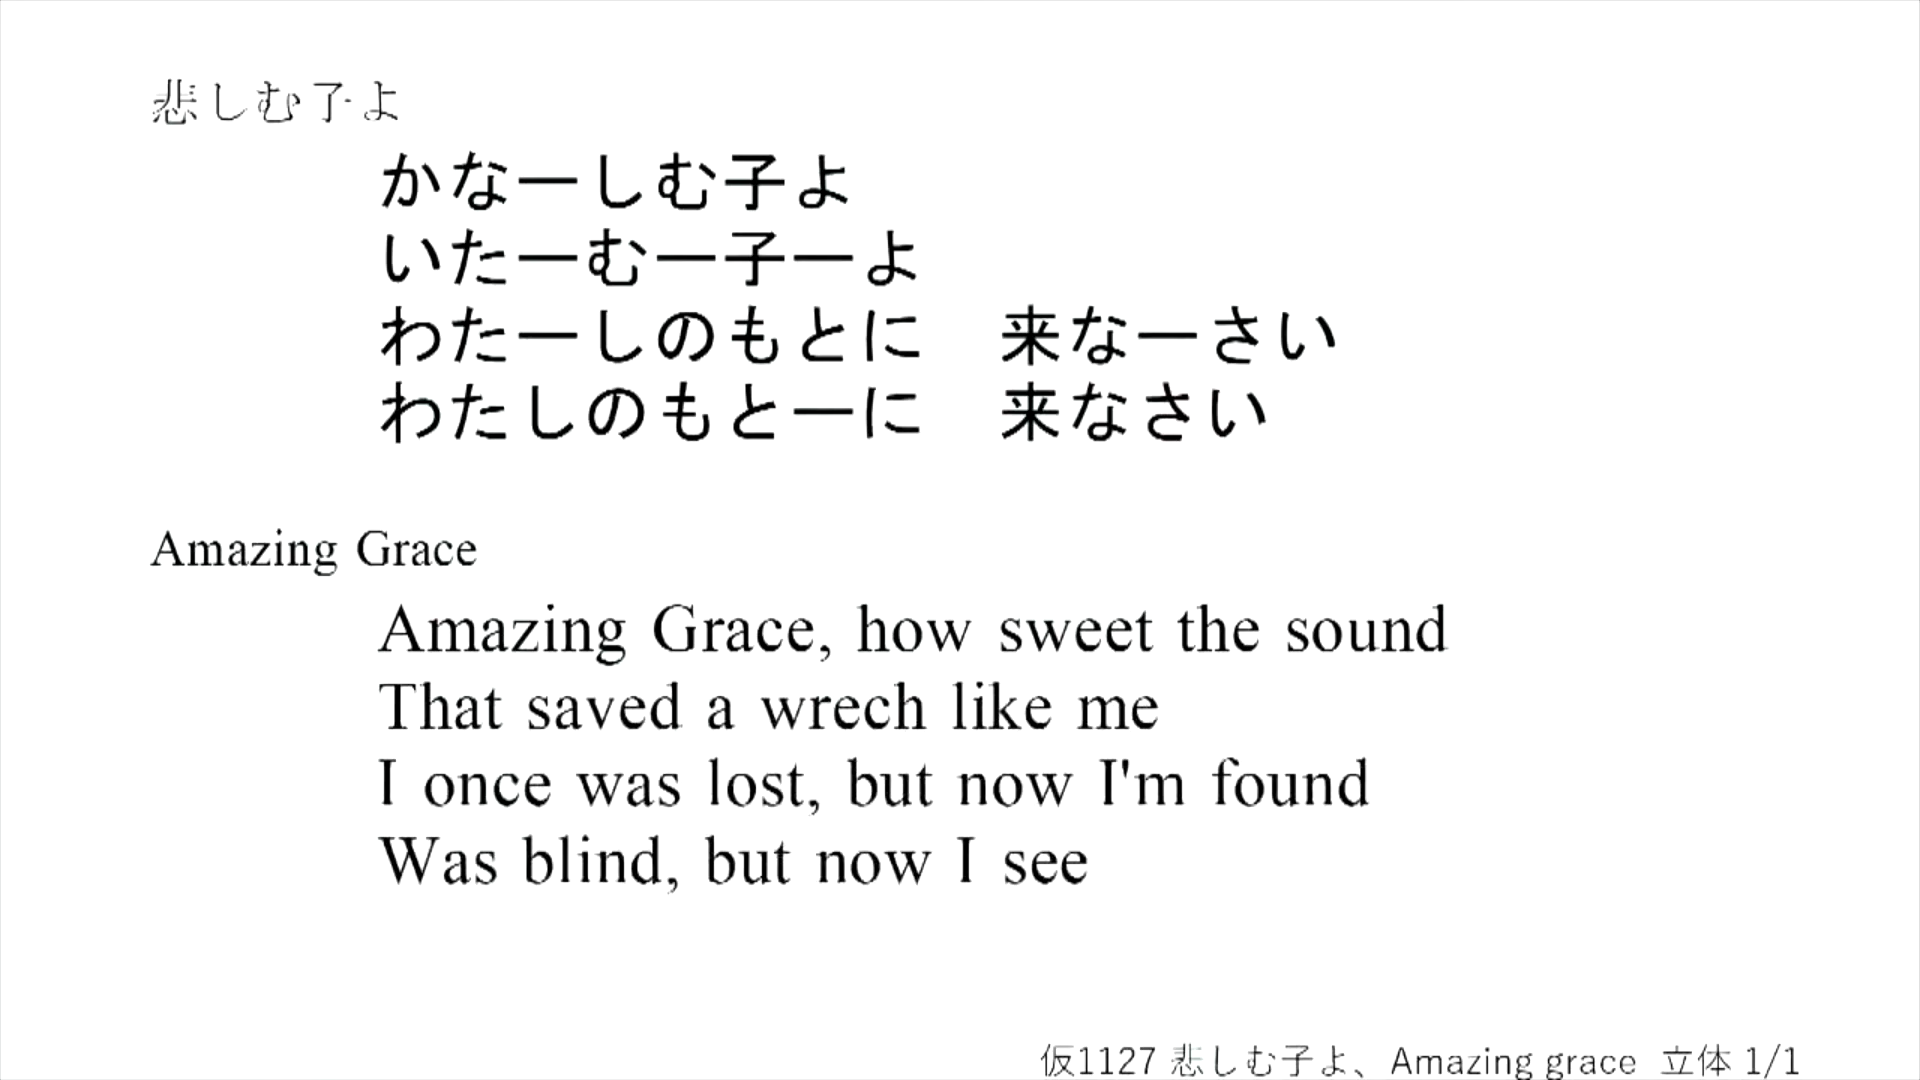 悲しむ子よ
かなーしむ子よ
いたーむー子ーよ
わたーしのもとに　来なーさい
わたしのもとーに　来なさい
Amazing Grace
Amazing Grace, how sweet the sound
That saved a wrech like me
I once was lost, but now I'm found
Was blind, but now I see
仮1127 悲しむ子よ、Amazing grace 立体 1/1